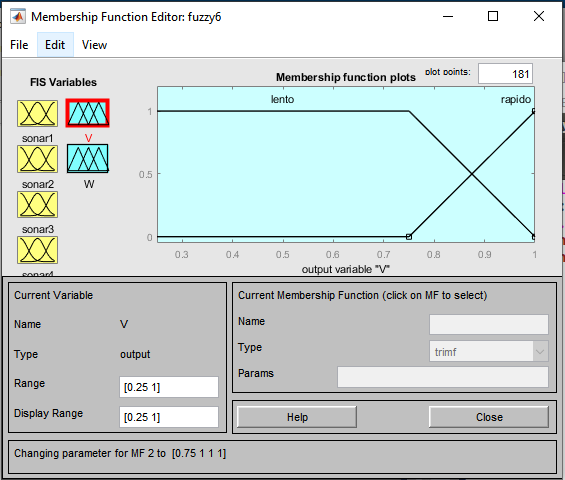 Membership Function Editor: fuzzy6
File Edit View
FIS Variables
Membership function plots
plot points: 181
sonar1
V
sonar2
W
sonar3
lento
rapido
1
0.5
0
0.3 0.4 0.5 0.6 0.7 0.8 0.9 1
output variable "V"
Current Variable
Name V
Type output
Range [0.25 1]
Display Range [0.25 1]
Current Membership Function (click on MF to select)
Name
Type trimf
Params
Help Close
Changing parameter for MF 2 to [0.75 1 1 1]